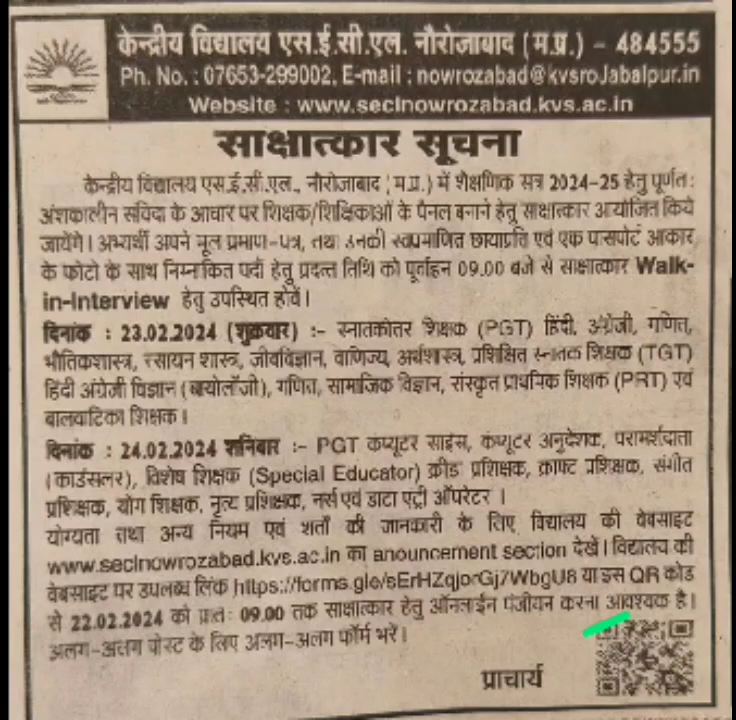 केन्द्रीय विद्यालय एस.ई.सी.एल. नौरोजाबाद (म.प्र.) – 484555
Ph. No. : 07653-299002, E-mail : nowrozabad@kvsroJabalpur.in
Website : www.seclnowrozabad.kvs.ac.in
साक्षात्कार सूचना
केन्द्रीय विद्यालय एस.ई.सी.एल., नौरोजाबाद (म.प्र.) में शैक्षणिक सत्र 2024-25 हेतु पूर्णत:
अंशकालीन संविदा के आधार पर शिक्षक/शिक्षिकाओं के पैनल बनाने हेतु साक्षात्कार आयोजित किये
जायेंगे। अभ्यर्थी अपने मूल प्रमाण-पत्र, तथा उनकी स्वप्रमाणित छायाप्रति एवं एक पासपोर्ट आकार
के फोटो के साथ निम्नकित पदों हेतु प्रदत्त तिथि को पूर्वाहन 09.00 बजे से साक्षात्कार Walk-
in-Interview हेतु उपस्थित होवें।
दिनांक : 23.02.2024 (शुक्रवार) :- स्नातकोतर शिक्षक (PGT) हिंदी, अंग्रेजी, गणित,
भौतिकशास्त्र, रसायन शास्त्र, जीवविज्ञान, वाणिज्य, अर्थशास्त्र, प्रशिक्षित स्नातक शिक्षक (TGT)
हिंदी अंग्रेजी विज्ञान (बायोलॉजी), गणित, सामाजिक विज्ञान, संस्कृत प्राथमिक शिक्षक (PRT) एवं
बालवाटिका शिक्षक।
दिनांक : 24.02.2024 शनिवार :- PGT कंप्यूटर साइंस, कंप्यूटर अनुदेशक, परामर्शदाता
(काउंसलर), विशेष शिक्षक (Special Educator) क्रीड प्रशिक्षक, क्राफ्ट प्रशिक्षक, संगीत
प्रशिक्षक, योग शिक्षक, नृत्य प्रशिक्षक, नर्स एवं डाटा एंट्री ऑपरेटर ।
योग्यता तथा अन्य नियम एवं शर्तो की जानकारी के लिए विद्यालय की वेबसाइट
www.seclnowrozabad.kvs.ac.in का anouncement section देखें। विद्यालय की
वेबसाइट पर उपलब्ध लिंक https://forms.gle/sErHZqjorGj7WbgU8 या इस QR कोड
से 22.02.2024 को प्रात: 09.00 तक साक्षात्कार हेतु ऑनलाईन पंजीयन करना आवश्यक है।
अलग-अलग पोस्ट के लिए अलग-अलग फॉर्म भरें।
प्राचार्य